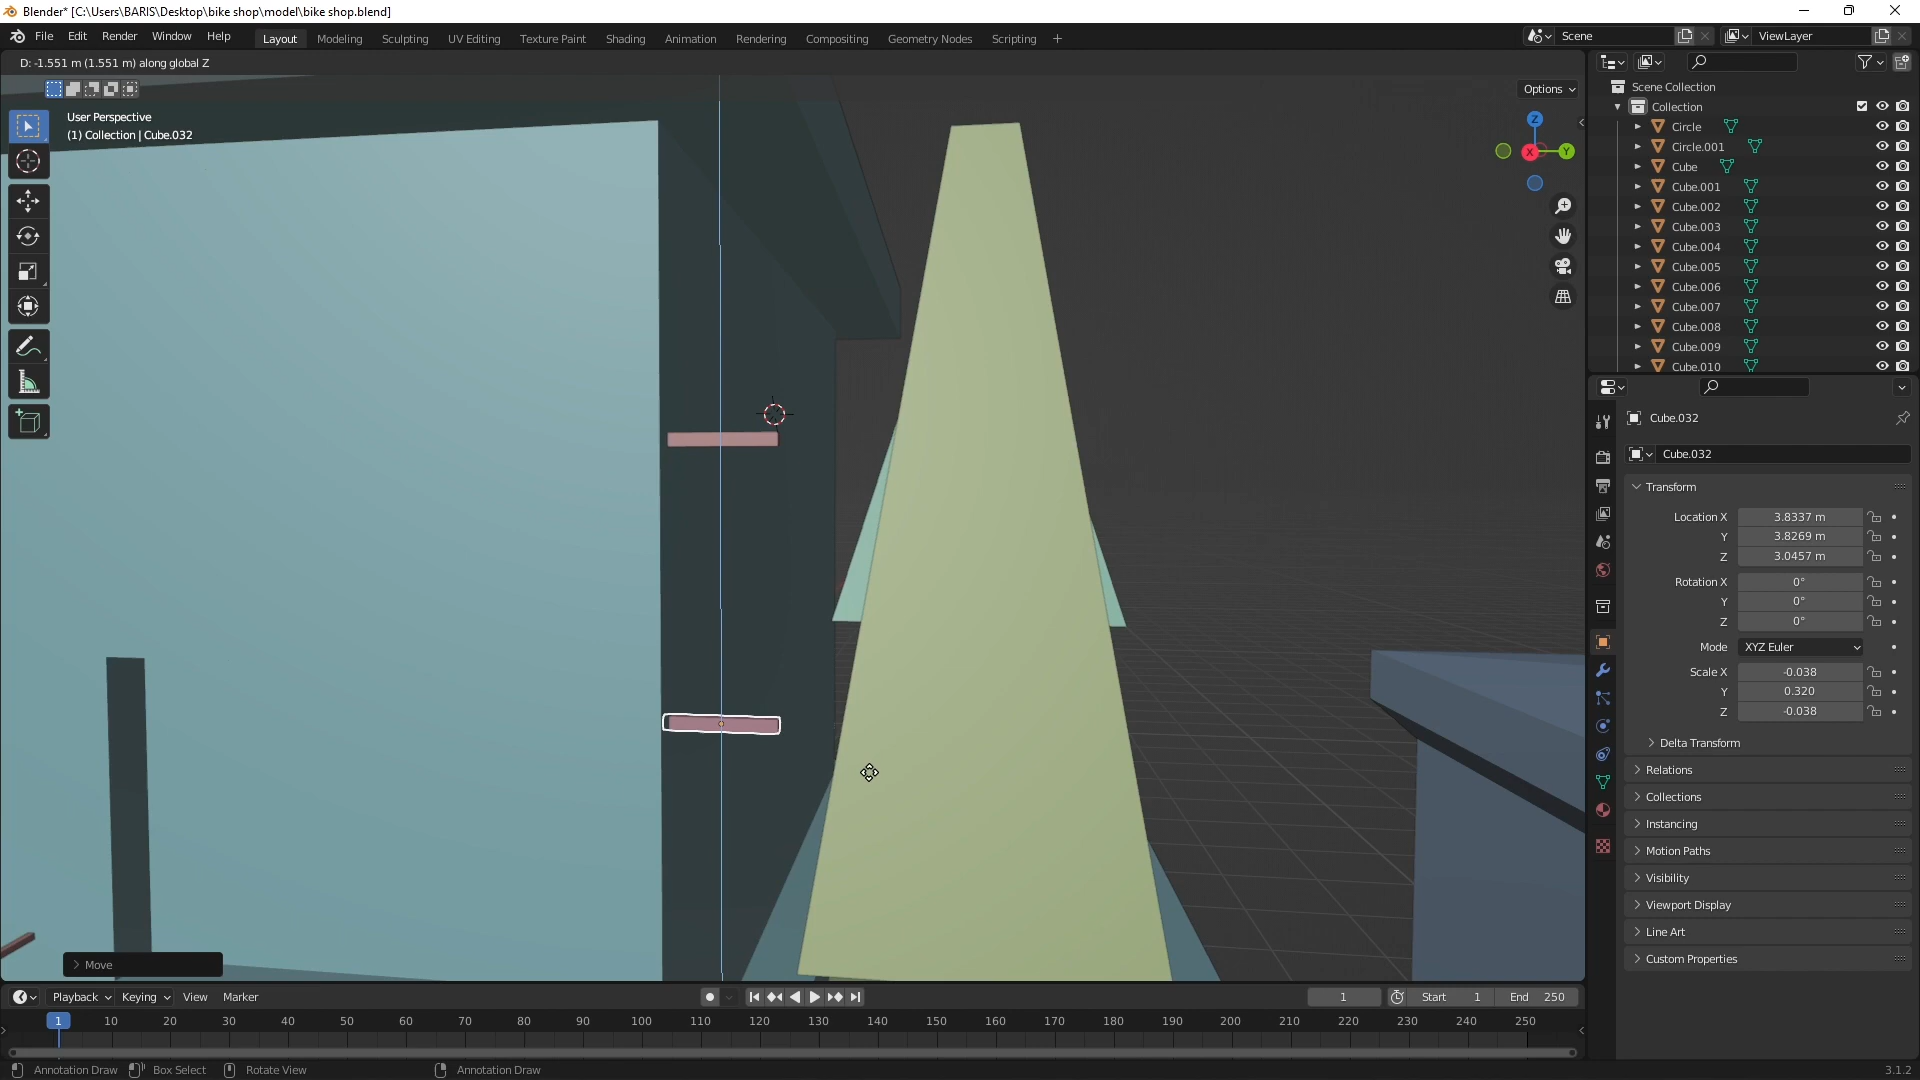 Blender* [C:\Users\BARIS\Desktop\bike shop\model\bike shop.blend]
File Edit Render Window Help Layout Modeling Sculpting UV Editing Texture Paint Shading Animation Rendering Compositing Geometry Nodes Scripting + Scene ViewLayer
D: -1.551 m (1.551 m) along global Z
Options
User Perspective
(1) Collection | Cube.032
Z
X
Y
Scene Collection
Collection
Circle
Circle.001
Cube
Cube.001
Cube.002
Cube.003
Cube.004
Cube.005
Cube.006
Cube.007
Cube.008
Cube.009
Cube.010
Cube.032
Cube.032
Transform
Location X 3.8337 m
Y 3.8269 m
Z 3.0457 m
Rotation X 0°
Y 0°
Z 0°
Mode XYZ Euler
Scale X -0.038
Y 0.320
Z -0.038
Delta Transform
Relations
Collections
Instancing
Motion Paths
Visibility
Viewport Display
Line Art
Custom Properties
Move
Playback Keying View Marker 1 Start 1 End 250
1 10 20 30 40 50 60 70 80 90 100 110 120 130 140 150 160 170 180 190 200 210 220 230 240 250
Annotation Draw Box Select Rotate View Annotation Draw 3.1.2